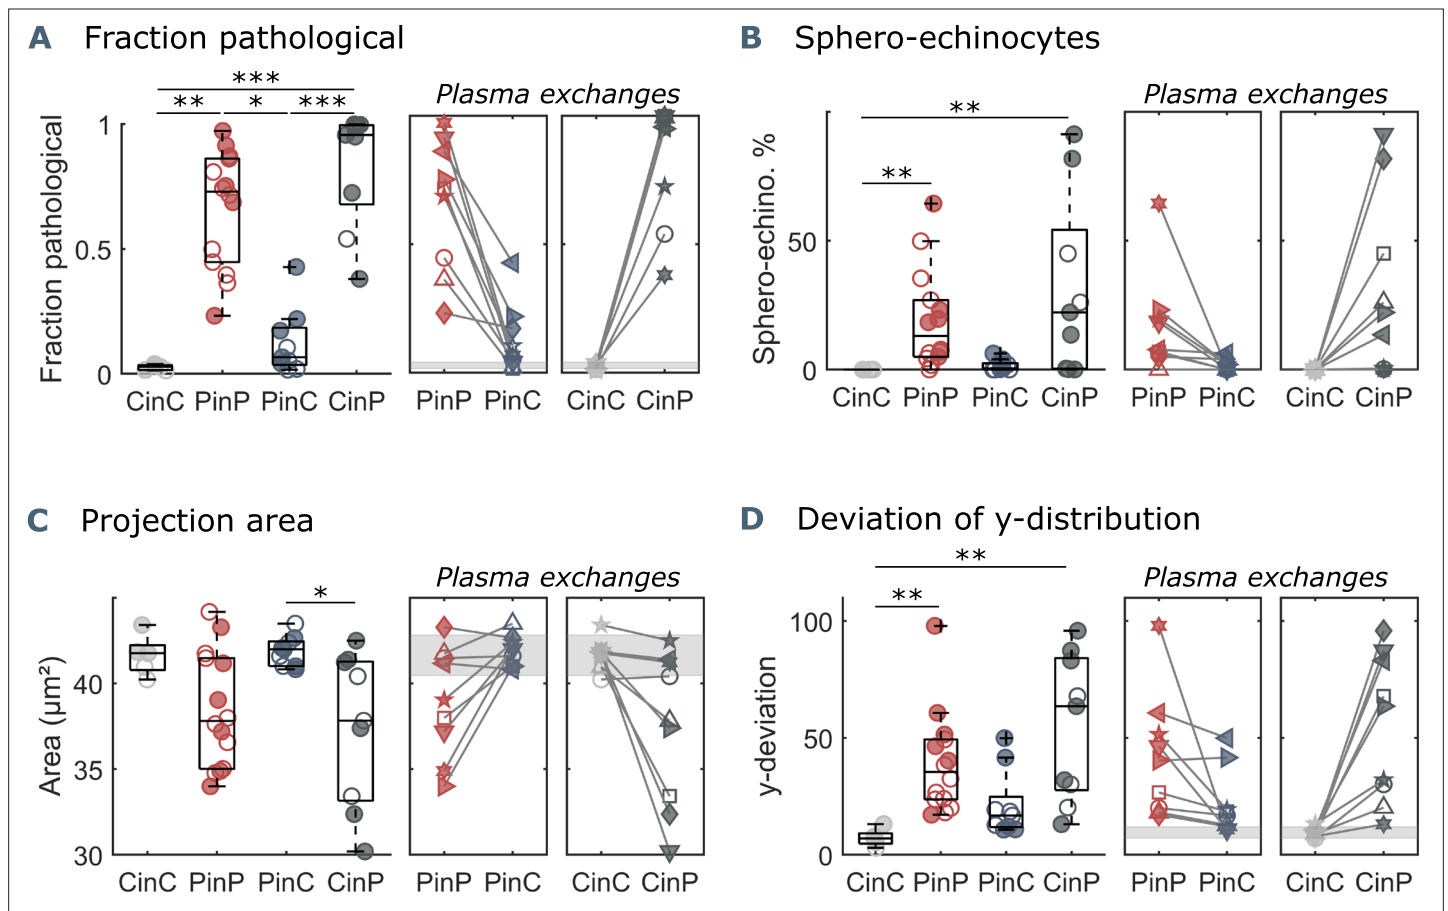 A Fraction pathological
*** 
** * ***
Plasma exchanges
Fraction pathological
1
0.5
0
CinC PinP PinC CinP
PinP PinC
CinC CinP
B Sphero-echinocytes
**
**
Plasma exchanges
Sphero-echino. %
50
0
CinC PinP PinC CinP
PinP PinC
CinC CinP
C Projection area
*
Plasma exchanges
Area (µm²)
40
35
30
CinC PinP PinC CinP
PinP PinC
CinC CinP
D Deviation of y-distribution
**
**
Plasma exchanges
y-deviation
100
50
0
CinC PinP PinC CinP
PinP PinC
CinC CinP